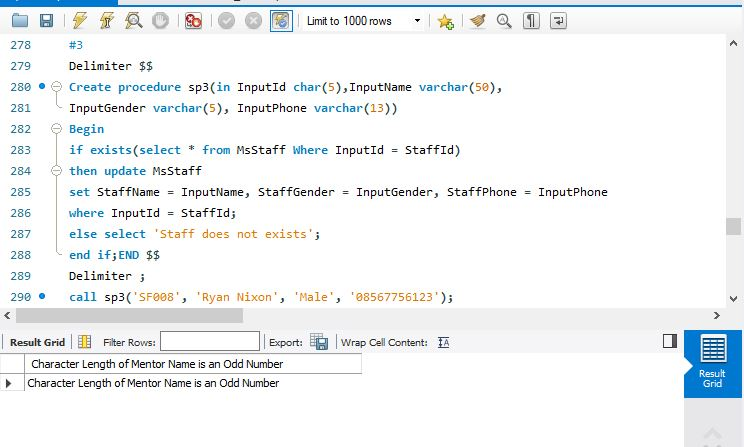 Limit to 1000 rows
278 #3
279 Delimiter $$
280 Create procedure sp3(in InputId char(5),InputName varchar(50),
281 InputGender varchar(5), InputPhone varchar(13))
282 Begin
283 if exists(select * from MsStaff Where InputId = StaffId)
284 then update MsStaff
285 set StaffName = InputName, StaffGender = InputGender, StaffPhone = InputPhone
286 where InputId = StaffId;
287 else select 'Staff does not exists';
288 end if;END $$
289 Delimiter ;
290 call sp3('SF008', 'Ryan Nixon', 'Male', '08567756123');
Result Grid Filter Rows: Export: Wrap Cell Content: IA
Character Length of Mentor Name is an Odd Number
Character Length of Mentor Name is an Odd Number
Result
Grid